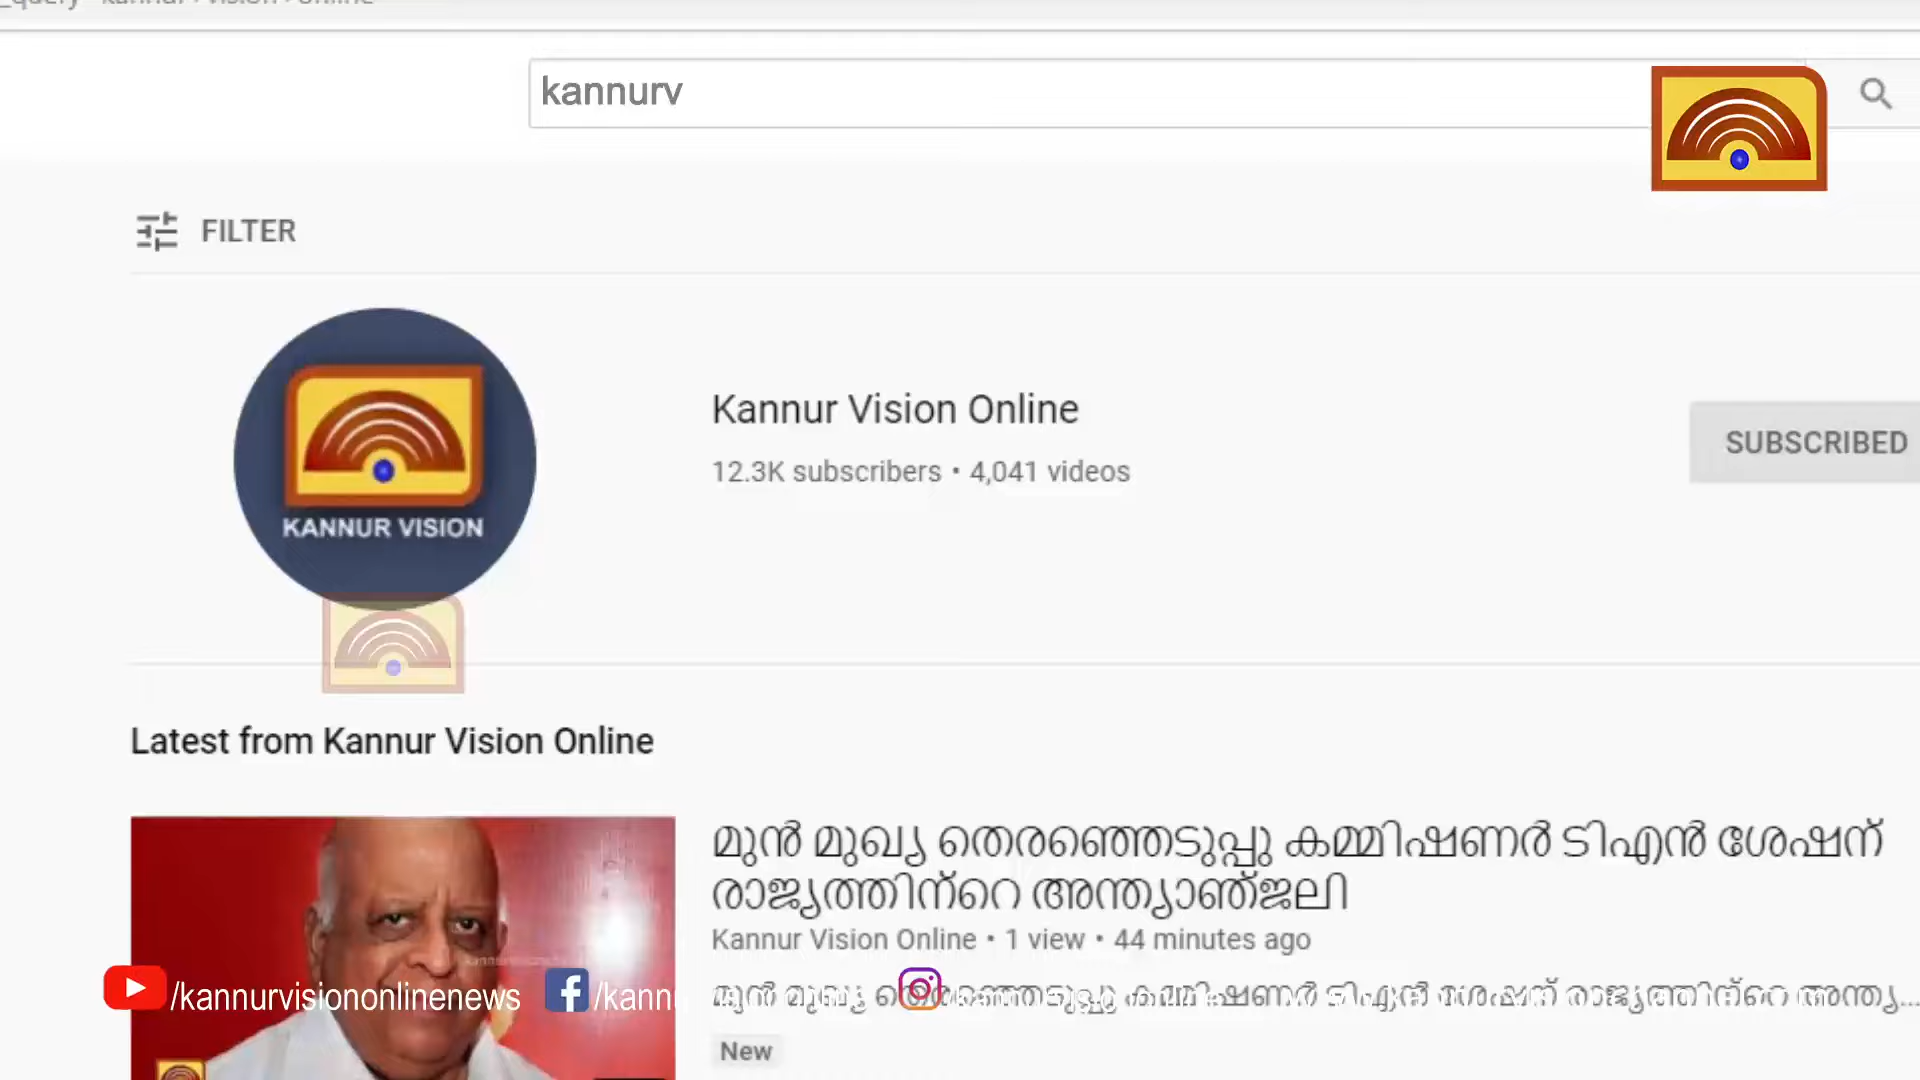 kannurv
FILTER
KANNUR VISION
Kannur Vision Online
12.3K subscribers • 4,041 videos
SUBSCRIBED
Latest from Kannur Vision Online
മുൻ മുഖ്യ തെരഞ്ഞെടുപ്പു കമ്മിഷണർ ടിഎൻ ശേഷന്
രാജ്യത്തിന്റെ അന്ത്യാഞ്ജലി
Kannur Vision Online • 1 view • 44 minutes ago
/kannurvisiononlinenews
New